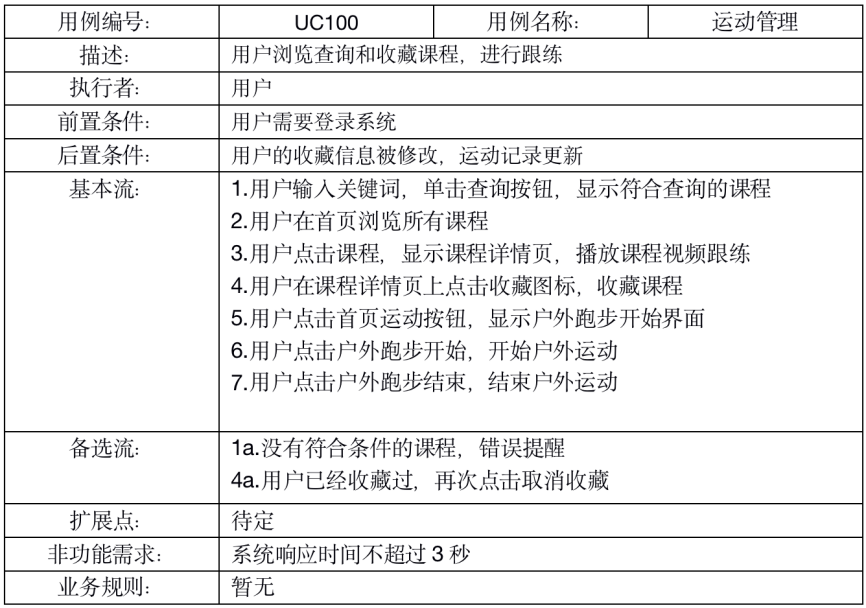 用例编号： UC100 用例名称： 运动管理
描述： 用户浏览查询和收藏课程，进行跟练
执行者： 用户
前置条件： 用户需要登录系统
后置条件： 用户的收藏信息被修改，运动记录更新
基本流： 1.用户输入关键词，单击查询按钮，显示符合查询的课程
2.用户在首页浏览所有课程
3.用户点击课程，显示课程详情页，播放课程视频跟练
4.用户在课程详情页上点击收藏图标，收藏课程
5.用户点击首页运动按钮，显示户外跑步开始界面
6.用户点击户外跑步开始，开始户外运动
7.用户点击户外跑步结束，结束户外运动
备选流： 1a.没有符合条件的课程，错误提醒
4a.用户已经收藏过，再次点击取消收藏
扩展点： 待定
非功能需求： 系统响应时间不超过 3 秒
业务规则： 暂无